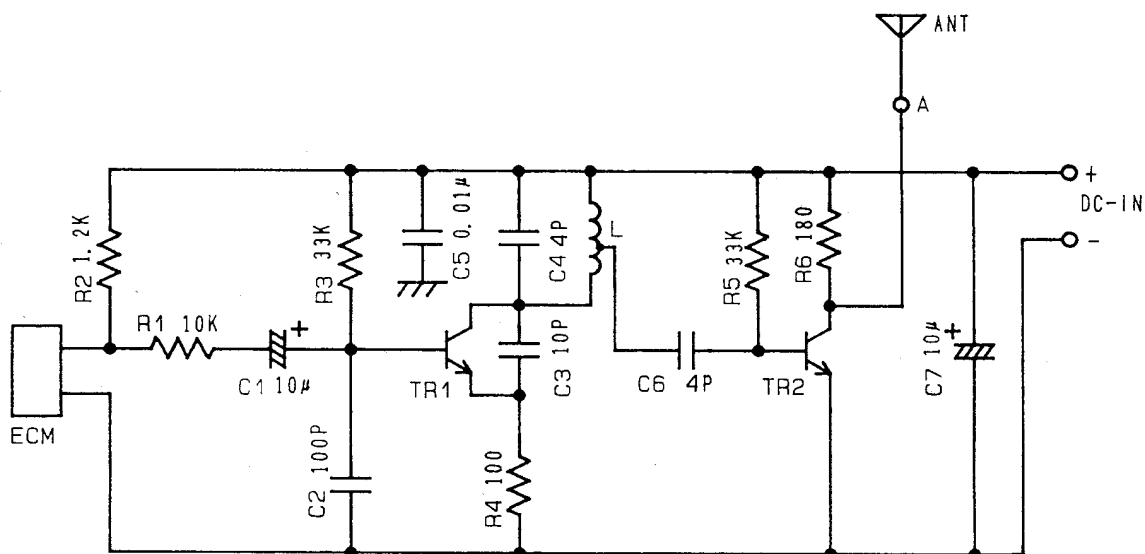 ANT
A
+
DC-IN
-
R2 1.2K
R3 33K
C5 0.01μ
C4 4P
L
R5 33K
R6 180
R1 10K
+
C1 10μ
TR1
C3 10P
C6 4P
TR2
+
C7 10μ
ECM
C2 100P
R4 100